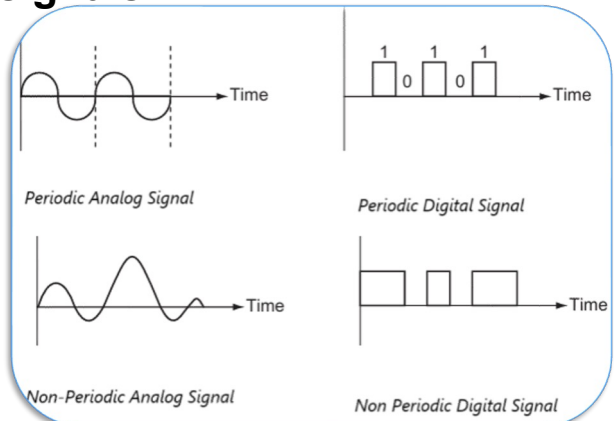 Time
Periodic Analog Signal
1 1 1
0 0
Time
Periodic Digital Signal
Time
Non-Periodic Analog Signal
Time
Non Periodic Digital Signal